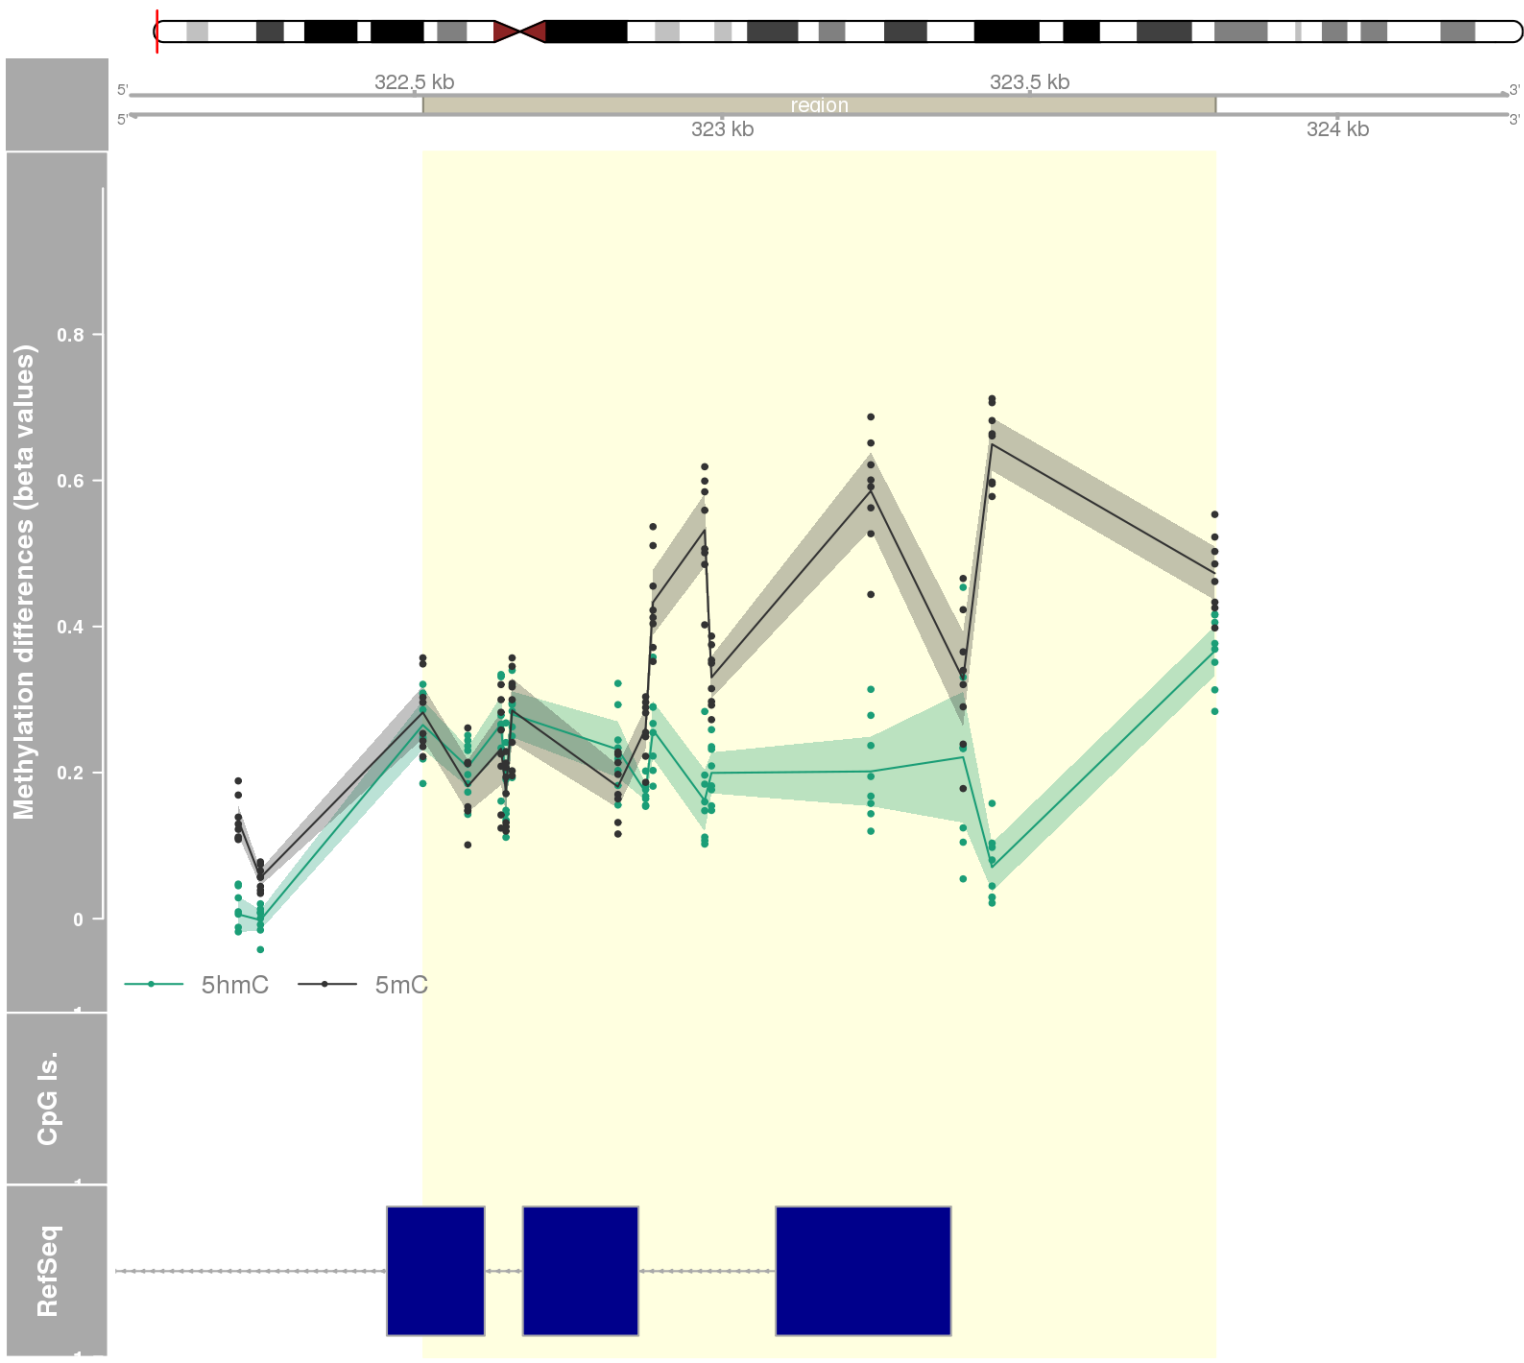 322.5 kb
323.5 kb
5'
3'
region
5'
3'
323 kb
324 kb
Methylation differences (beta values)
0.8
0.6
0.4
0.2
0
5hmC
5mC
CpG Is.
RefSeq